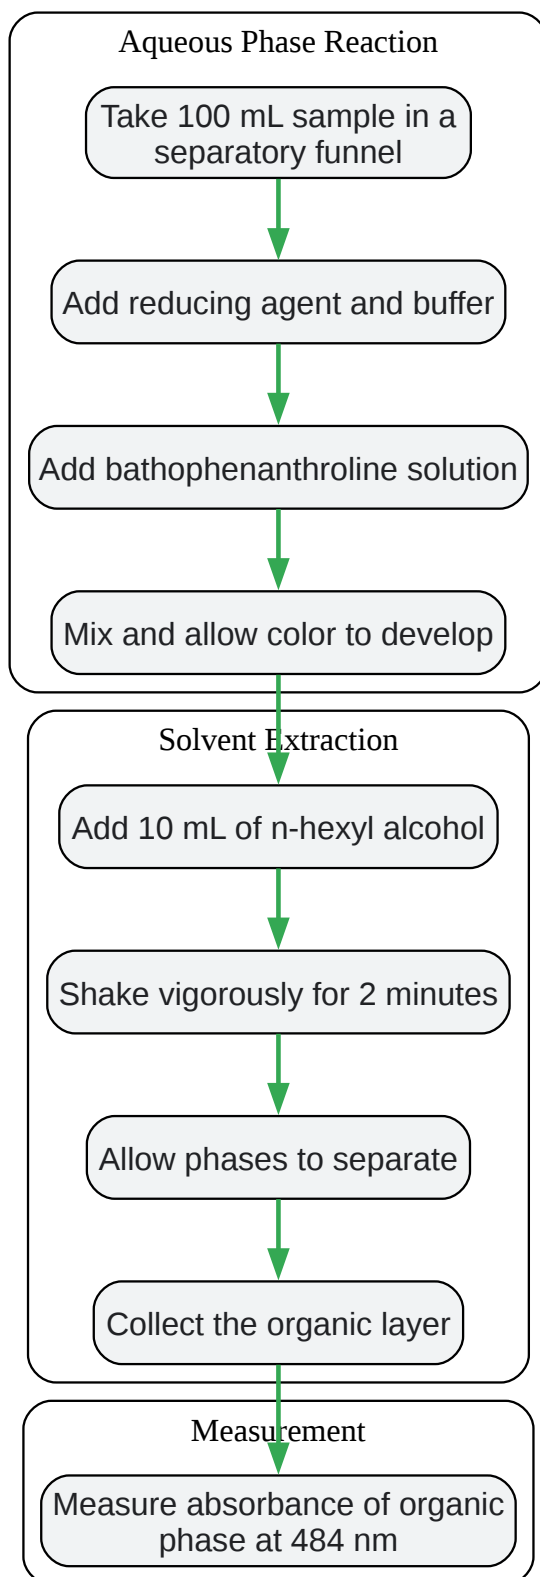 Aqueous Phase Reaction
Take 100 mL sample in a
separatory funnel
Add reducing agent and buffer
Add bathophenanthroline solution
Mix and allow color to develop
Solvent Extraction
Add 10 mL of n-hexyl alcohol
Shake vigorously for 2 minutes
Allow phases to separate
Collect the organic layer
Measurement
Measure absorbance of organic
phase at 484 nm